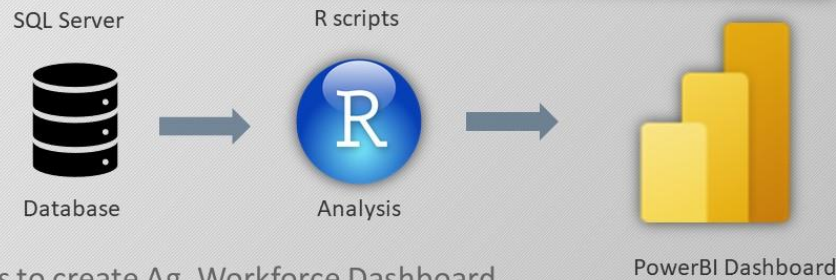 SQL Server
R scripts
R
Database
Analysis
PowerBI Dashboard
to create Ag. Workforce Dashboard